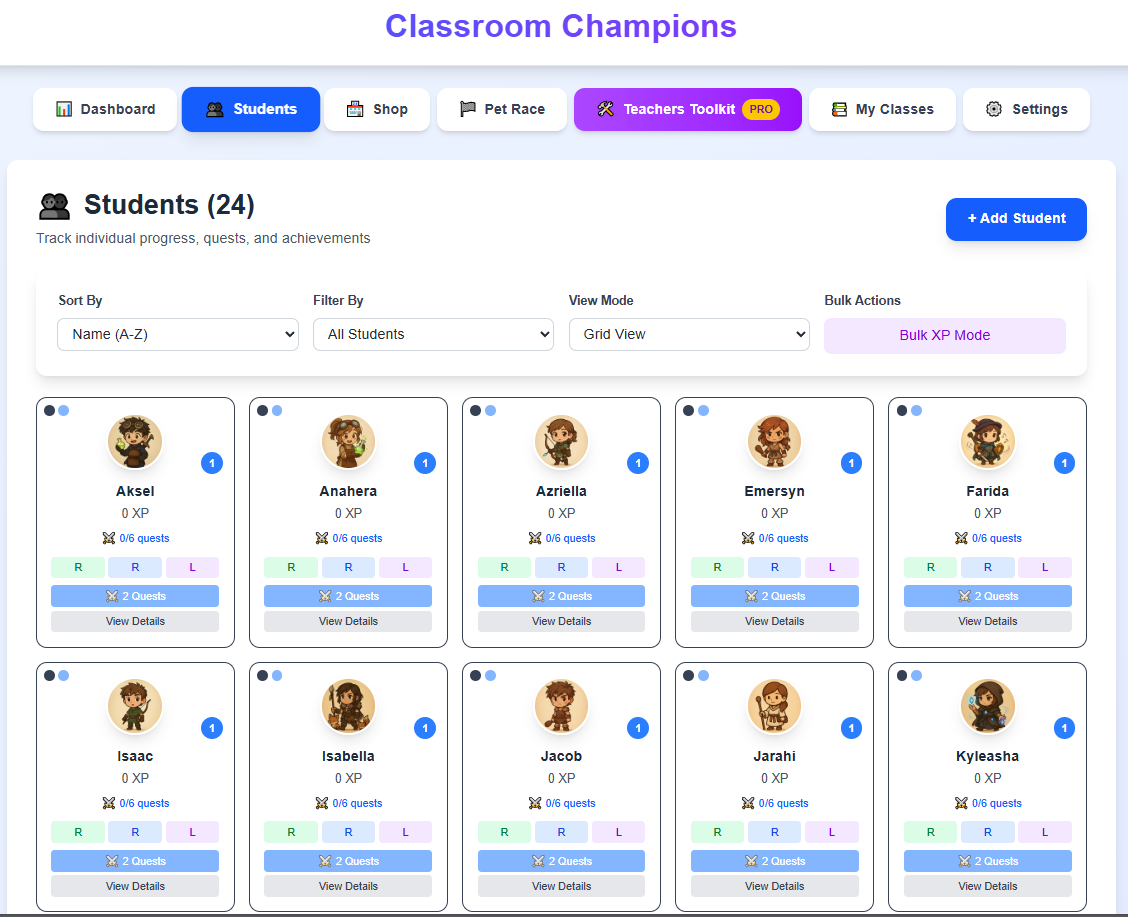 Classroom Champions
Dashboard Students Shop Pet Race Teachers Toolkit PRO My Classes Settings
Students (24)
Track individual progress, quests, and achievements
+ Add Student
Sort By Filter By View Mode Bulk Actions
Name (A-Z) All Students Grid View Bulk XP Mode
1 1 1 1 1
Aksel Anahera Azriella Emersyn Farida
0 XP 0 XP 0 XP 0 XP 0 XP
0/6 quests 0/6 quests 0/6 quests 0/6 quests 0/6 quests
R R L R R L R R L R R L R R L
2 Quests 2 Quests 2 Quests 2 Quests 2 Quests
View Details View Details View Details View Details View Details
1 1 1 1 1
Isaac Isabella Jacob Jarahi Kyleasha
0 XP 0 XP 0 XP 0 XP 0 XP
0/6 quests 0/6 quests 0/6 quests 0/6 quests 0/6 quests
R R L R R L R R L R R L R R L
2 Quests 2 Quests 2 Quests 2 Quests 2 Quests
View Details View Details View Details View Details View Details